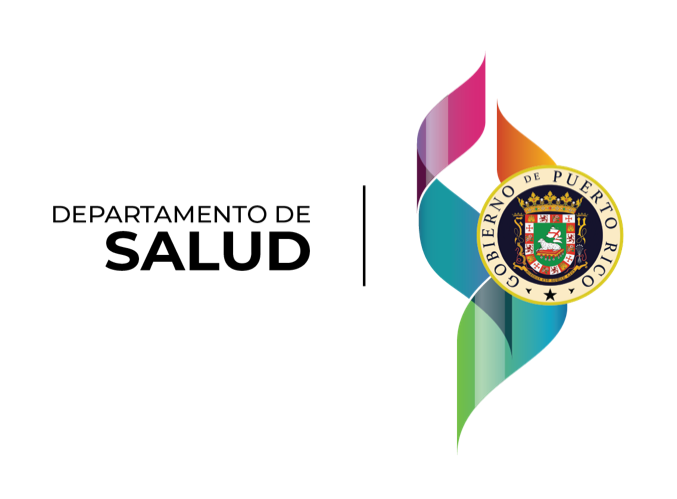 DEPARTAMENTO DE
SALUD
GOBIERNO DE PUERTO RICO